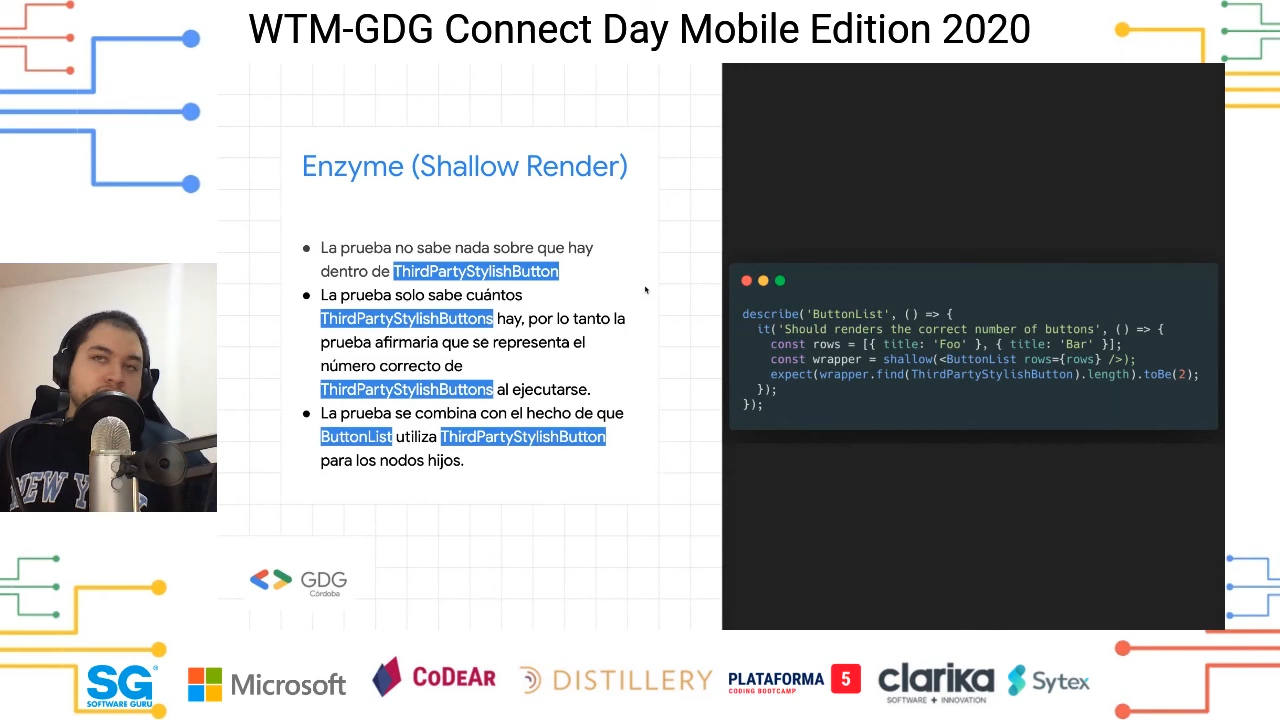 WTM-GDG Connect Day Mobile Edition 2020
Enzyme (Shallow Render)
● La prueba no sabe nada sobre que hay
dentro de ThirdPartyStylishButton
● La prueba solo sabe cuántos
ThirdPartyStylishButtons hay, por lo tanto la
prueba afirmaria que se representa el
número correcto de
ThirdPartyStylishButtons al ejecutarse.
● La prueba se combina con el hecho de que
ButtonList utiliza ThirdPartyStylishButton
para los nodos hijos.
describe('ButtonList', () => {
it('Should renders the correct number of buttons', () => {
const rows = [{ title: 'Foo' }, { title: 'Bar' }];
const wrapper = shallow(<ButtonList rows={rows} />);
expect(wrapper.find(ThirdPartyStylishButton).length).toBe(2);
});
});
GDG
Córdoba
SG
SOFTWARE GURU
Microsoft
CoDeAr
DISTILLERY
PLATAFORMA 5
CODING BOOTCAMP
clarika
SOFTWARE + INNOVATION
Sytex